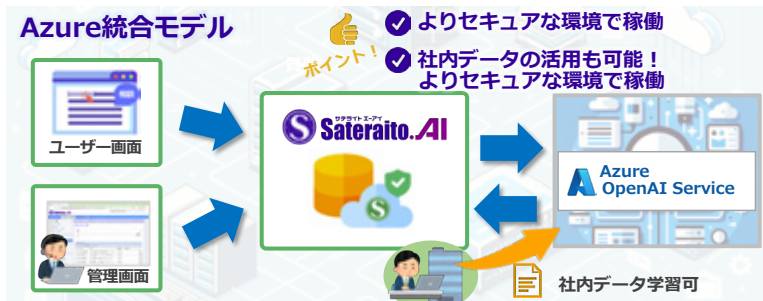 Azure統合モデル
ポイント！
よりセキュアな環境で稼働
社内データの活用も可能！
よりセキュアな環境で稼働
ユーザー画面
サテライト エーアイ
Sateraito.AI
Azure
OpenAI Service
管理画面
社内データ学習可